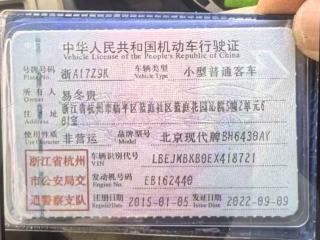 中华人民共和国机动车行驶证
Vehicle License of the People's Republic of China
号牌号码 浙A17Z9K 车辆类型 小型普通客车
Plate No. Vehicle Type
所有人 易冬贵
Owner
住址 浙江省杭州市临平区
Address
使用性质 非营运 品牌型号 北京现代牌BH6430AY
Use Character Model
浙江省杭州 车辆识别代号 LBEJMBKB0EX418721
VIN
市公安局交 发动机号码 EB162440
Engine No.
通警察支队 注册日期 2015-01-05 发证日期 2022-09-09
Register Date Issue Date